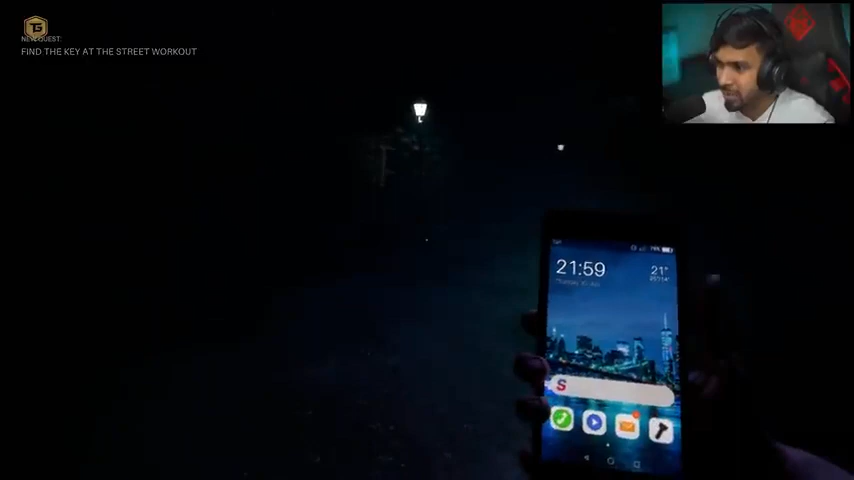 NEW QUEST:
FIND THE KEY AT THE STREET WORKOUT
21:59
21°
S